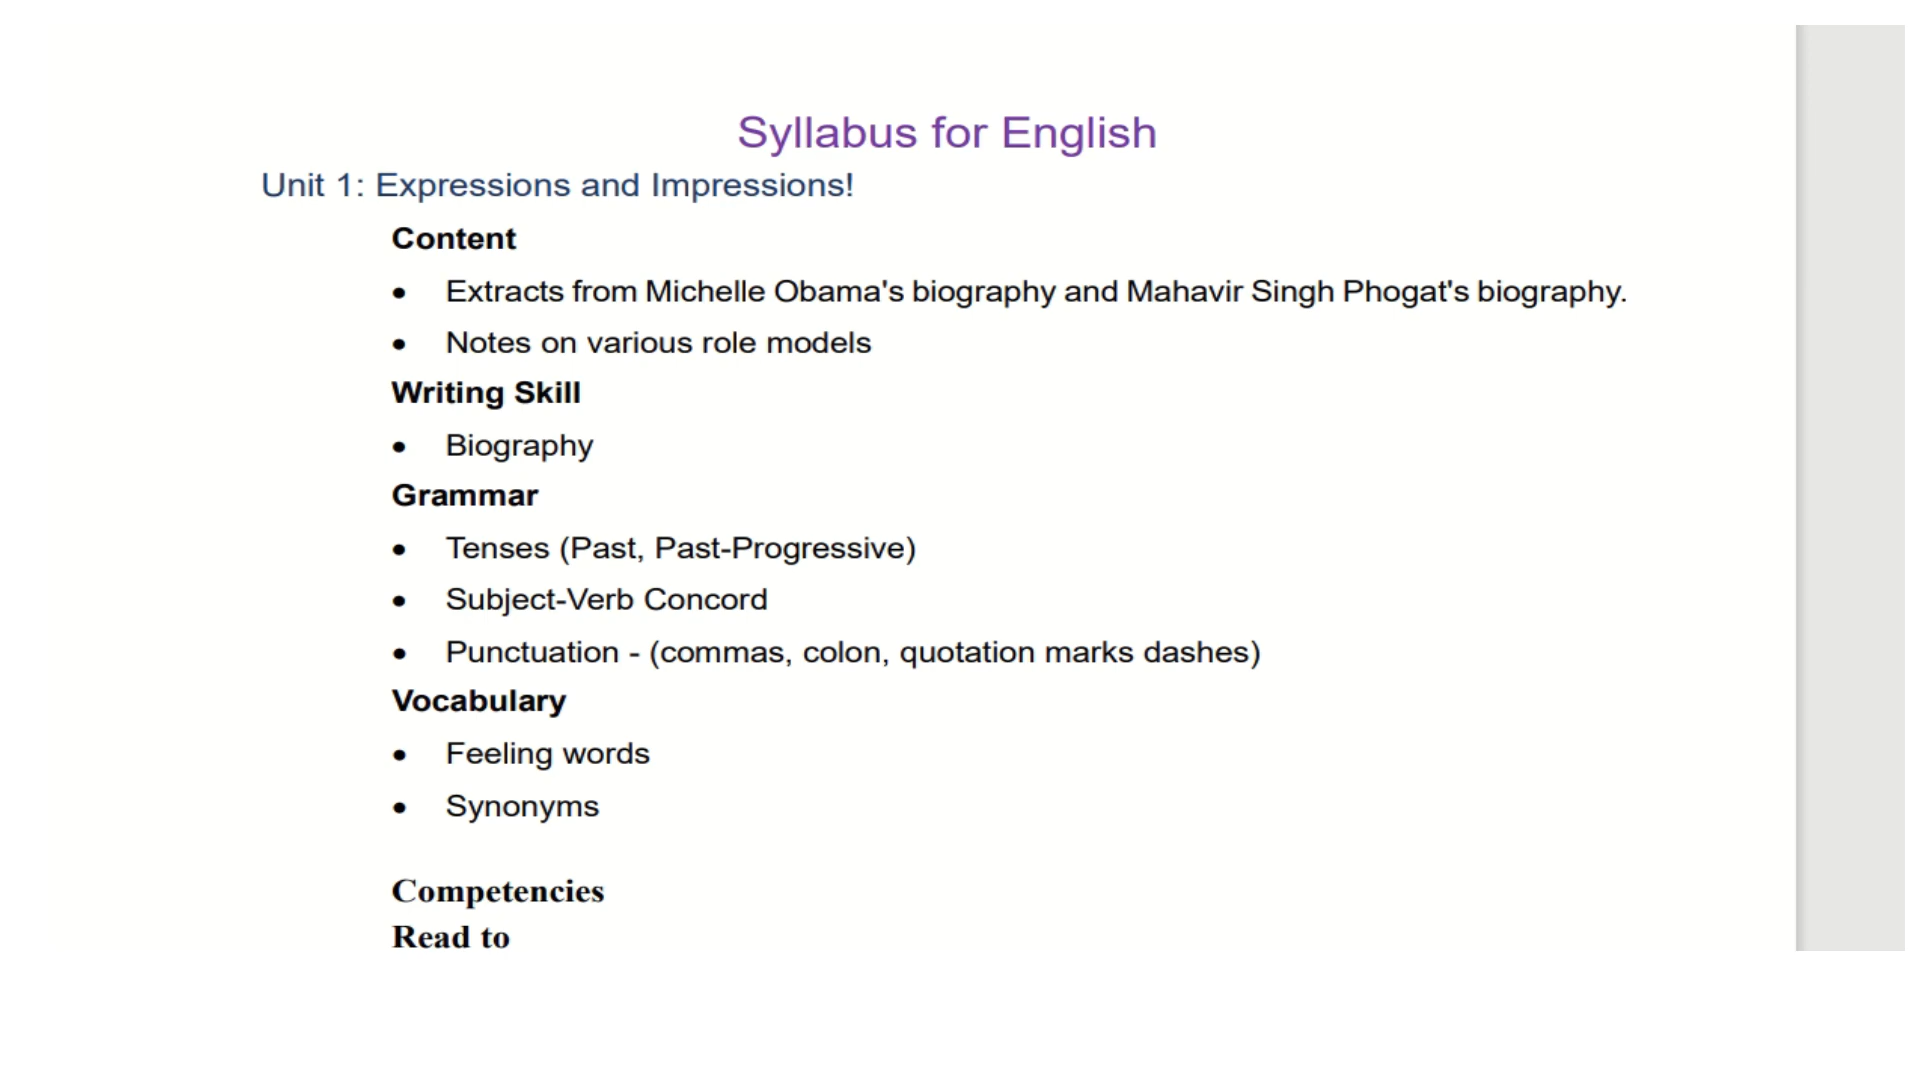 Syllabus for English
Unit 1: Expressions and Impressions!
Content
• Extracts from Michelle Obama's biography and Mahavir Singh Phogat's biography.
• Notes on various role models
Writing Skill
• Biography
Grammar
• Tenses (Past, Past-Progressive)
• Subject-Verb Concord
• Punctuation - (commas, colon, quotation marks dashes)
Vocabulary
• Feeling words
• Synonyms
Competencies
Read to